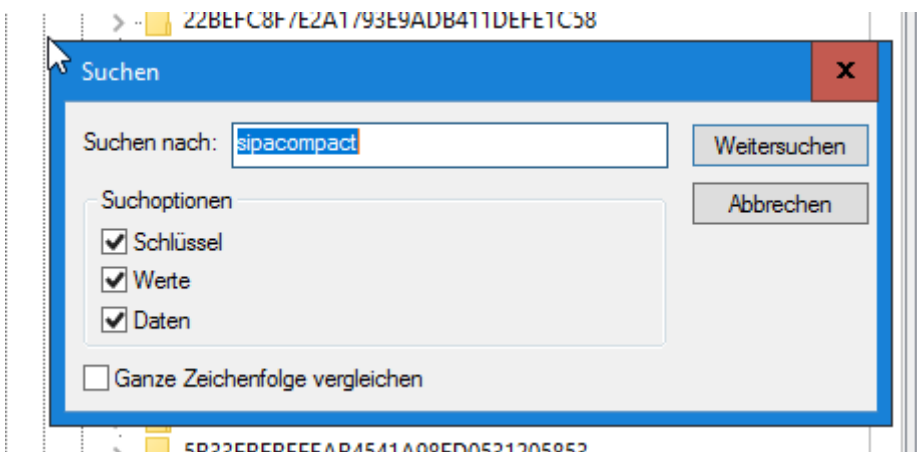 22BEFC8F7E2A1793E9ADB411DEFE1C58
Suchen
Suchen nach: sipacompact
Weitersuchen
Abbrechen
Suchoptionen
Schlüssel
Werte
Daten
Ganze Zeichenfolge vergleichen